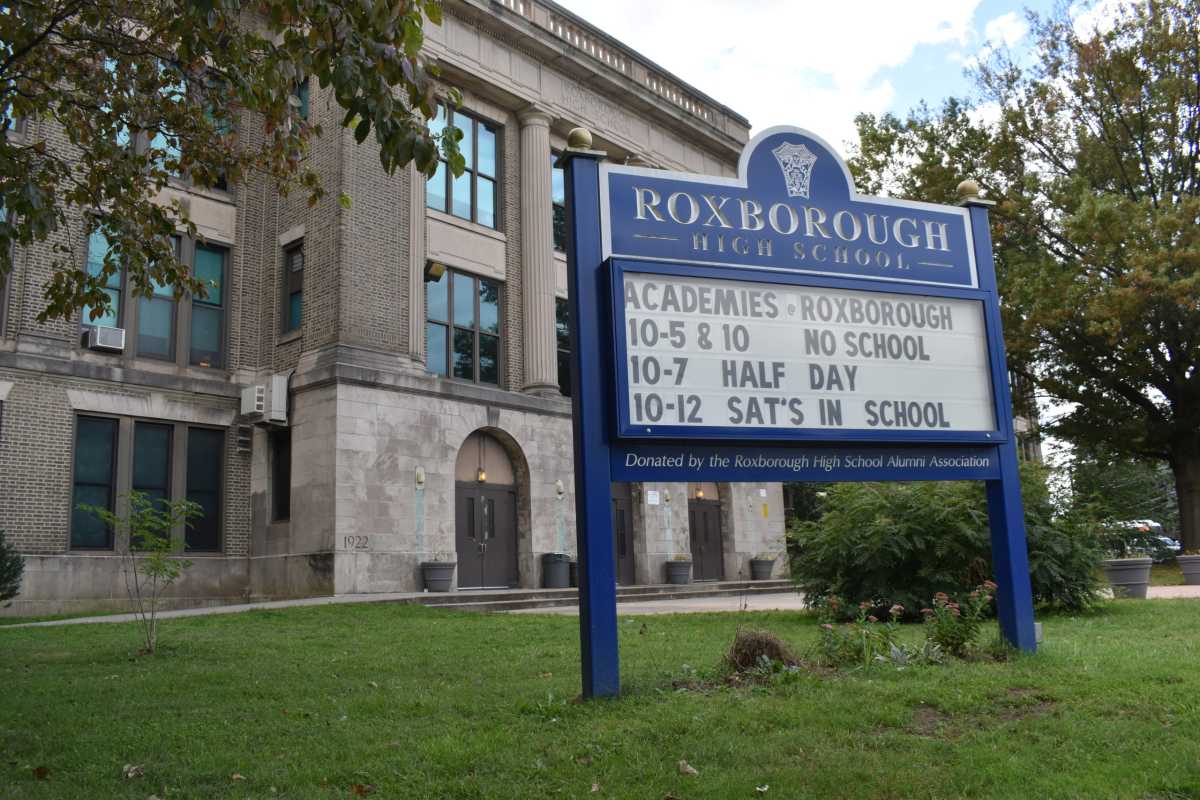 ROXBOROUGH
HIGH SCHOOL
ACADEMIES @ ROXBOROUGH
10-5 & 10 NO SCHOOL
10-7 HALF DAY
10-12 SAT'S IN SCHOOL
Donated by the Roxborough High School Alumni Association
1922